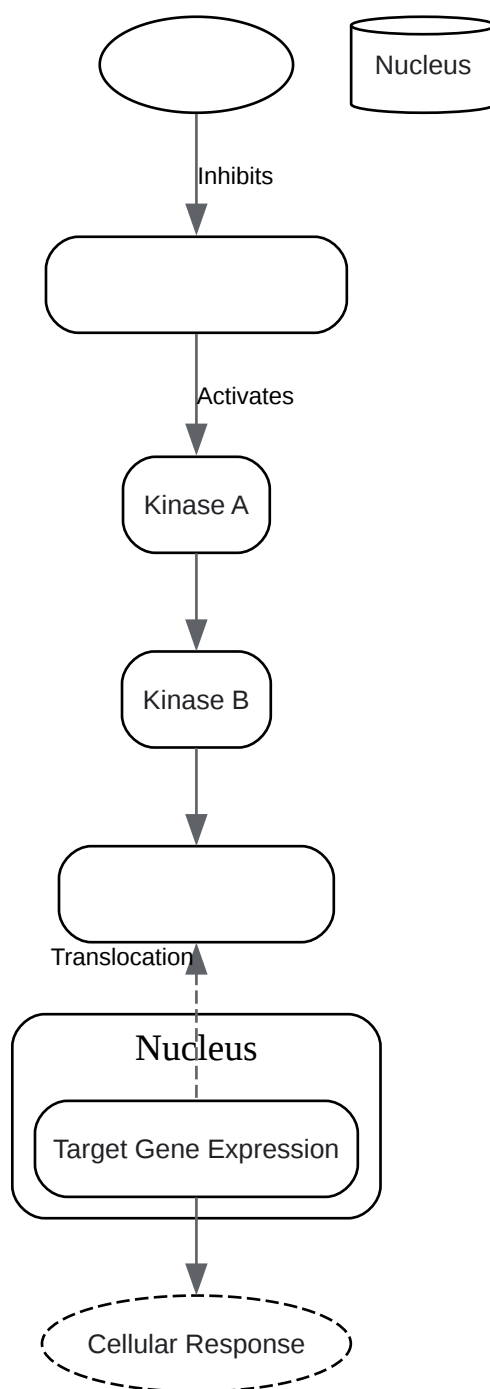 Nucleus
Inhibits
Activates
Kinase A
Kinase B
Translocation
Nucleus
Target Gene Expression
Cellular Response